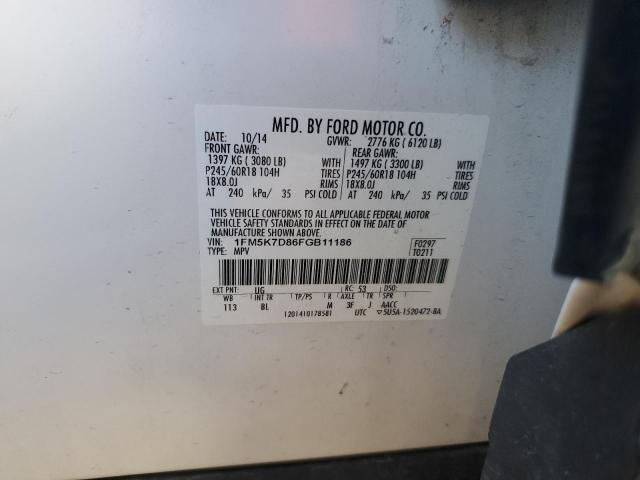 MFD. BY FORD MOTOR CO.
DATE: 10/14 GVWR: 2776 KG ( 6120 LB)
FRONT GAWR: REAR GAWR:
1397 KG ( 3080 LB) WITH 1497 KG ( 3300 LB) WITH
P245/60R18 104H TIRES P245/60R18 104H TIRES
18X8.0J RIMS 18X8.0J RIMS
AT 240 kPa/ 35 PSI COLD AT 240 kPa/ 35 PSI COLD
THIS VEHICLE CONFORMS TO ALL APPLICABLE FEDERAL MOTOR
VEHICLE SAFETY STANDARDS IN EFFECT ON THE DATE OF
MANUFACTURE SHOWN ABOVE.
VIN: 1FM5K7D86FGB11186 F0297
TYPE: MPV T0211
EXT PNT: UG RC: 53 DSO:
WB INT TR TP/PS R AXLE TR SPR
113 BL M 3F J AACC
1201410178581 UTC ▽5U5A-1520472-BA